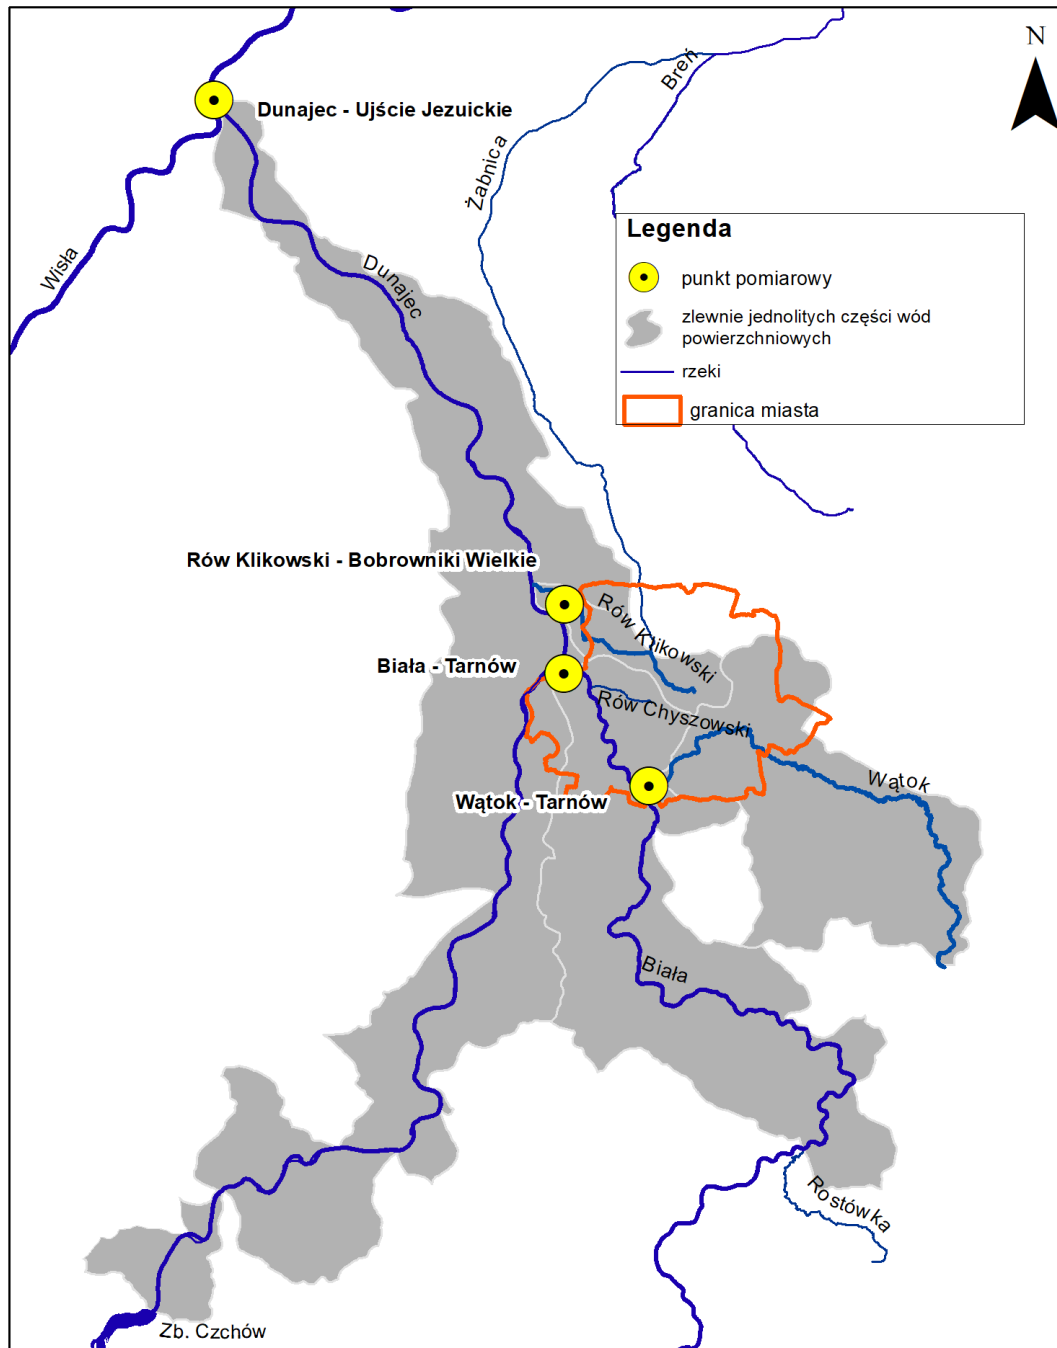 N
Dunajec - Ujście Jezuickie
Breń
Żabnica
Wisła
Dunajec
Legenda
punkt pomiarowy
zlewnie jednolitych części wód
powierzchniowych
rzeki
granica miasta
Rów Klikowski - Bobrowniki Wielkie
Rów Klikowski
Biała - Tarnów
Rów Chyszowski
Wątok
Wątok - Tarnów
Biała
Rostówka
Zb. Czchów